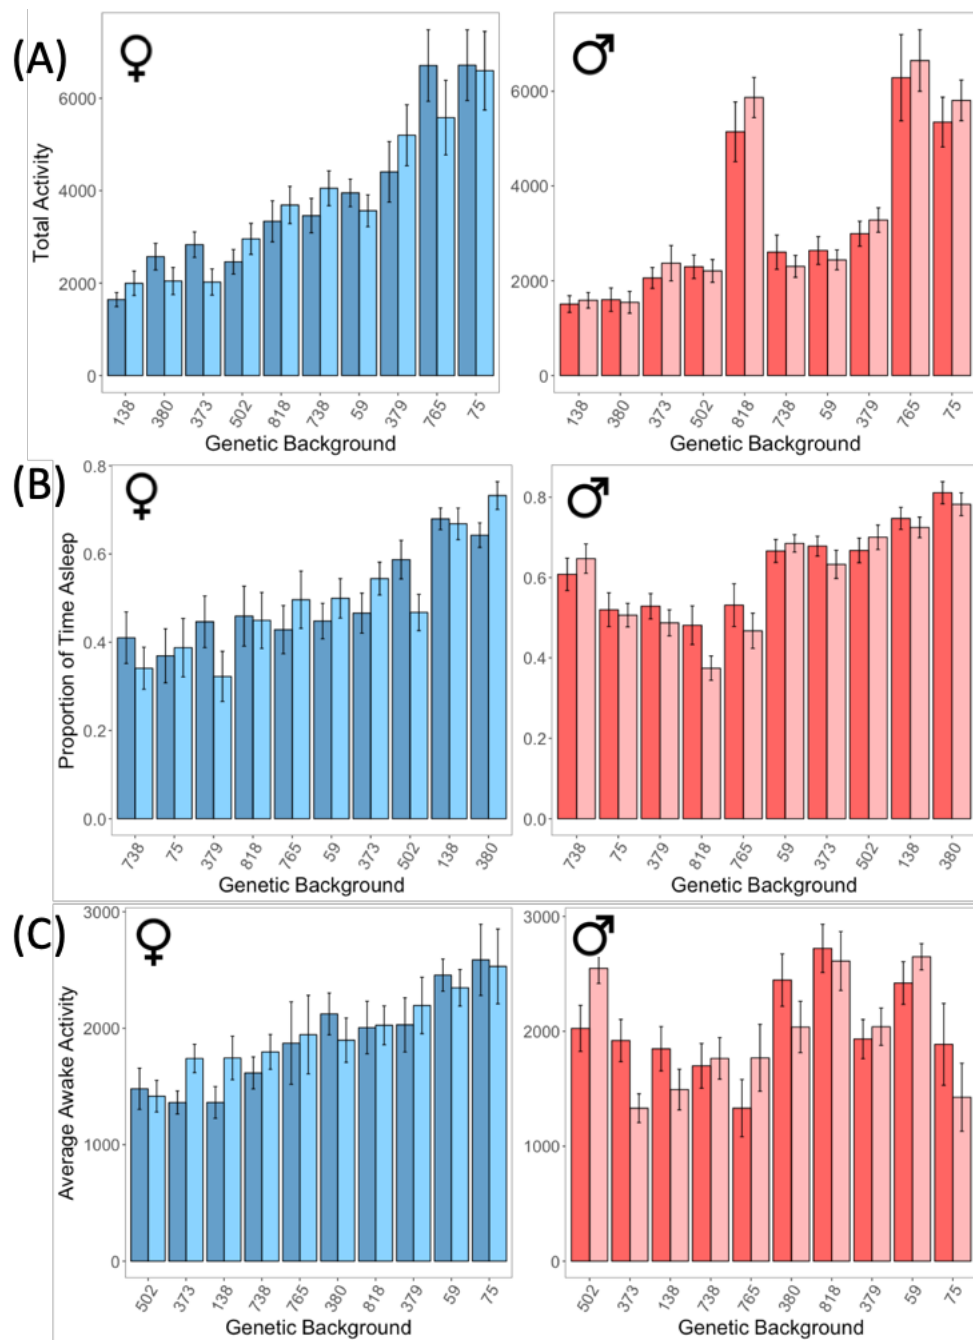 (A)
♀
♂
Total Activity
6000
4000
2000
0
6000
4000
2000
0
138 380 373 502 818 738 59 379 765 75
138 380 373 502 818 738 59 379 765 75
Genetic Background
Genetic Background
(B)
♀
♂
Proportion of Time Asleep
0.8
0.6
0.4
0.2
0.0
0.8
0.6
0.4
0.2
0.0
738 75 379 818 765 59 373 502 138 380
738 75 379 818 765 59 373 502 138 380
Genetic Background
Genetic Background
(C)
♀
♂
Average Awake Activity
3000
2000
1000
0
3000
2000
1000
0
502 373 138 738 765 380 818 379 59 75
502 373 138 738 765 380 818 379 59 75
Genetic Background
Genetic Background